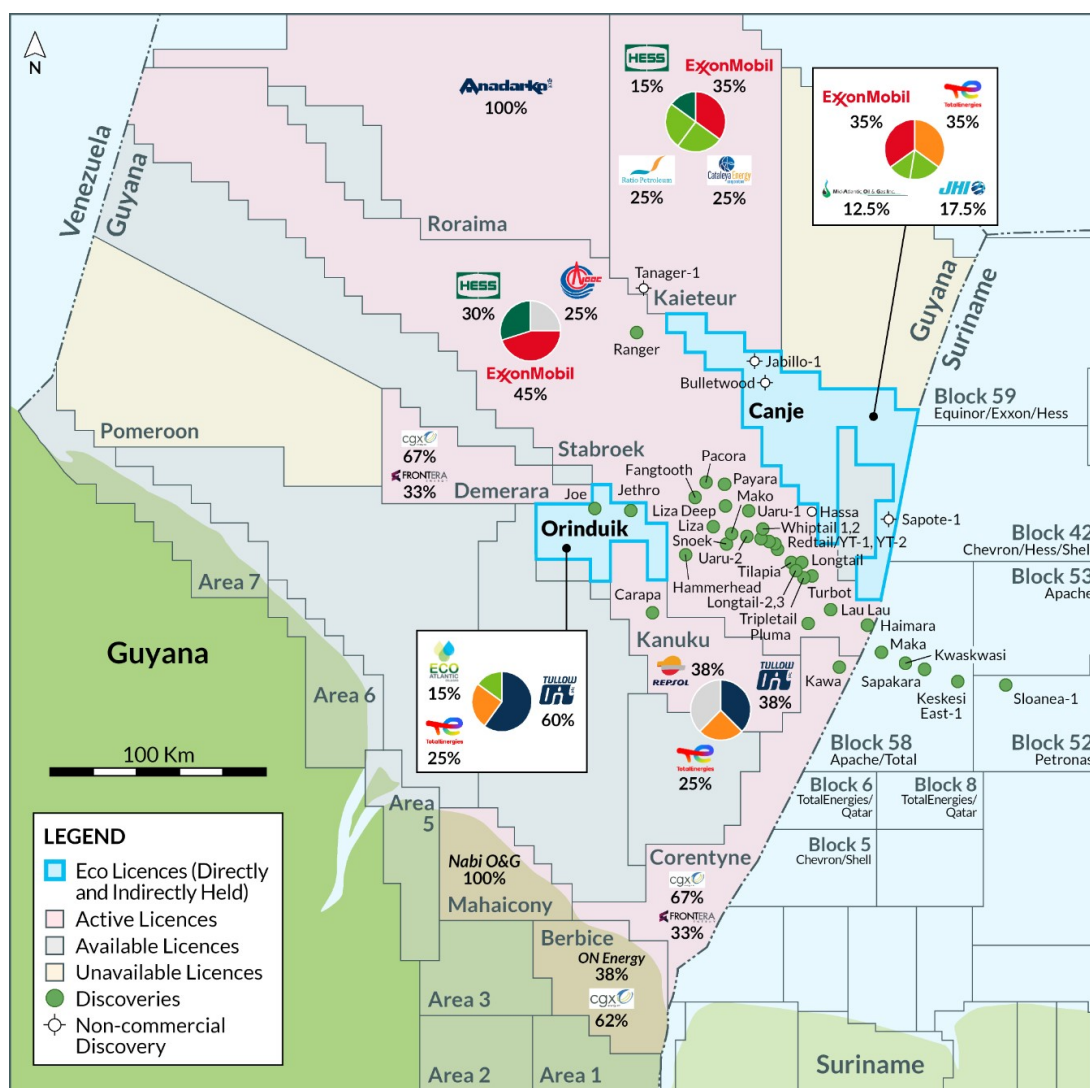 N
Anadarko
100%
HESS
15%
ExxonMobil
35%
Ratio Petroleum
25%
Cataleya Energy
25%
ExxonMobil
35%
TotalEnergies
35%
Mid-Atlantic Oil & Gas Inc.
12.5%
JHI
17.5%
Venezuela
Guyana
Roraima
Tanager-1
Kaieteur
Guyana
Suriname
HESS
30%
CNOOC
25%
ExxonMobil
45%
Ranger
Jabillo-1
Bulletwood
Canje
Block 59
Equinor/Exxon/Hess
Pomeroon
Stabroek
cgx
67%
FRONTERA
33%
Demerara
Joe
Jethro
Orinduik
Fangtooth
Pacora
Payara
Mako
Liza Deep
Uaru-1
Hassa
Sapote-1
Liza
Whiptail 1,2
Snoek
Redtail/YT-1, YT-2
Uaru-2
Block 42
Chevron/Hess/Shell
Tilapia
Longtail
Hammerhead
Block 53
Apache
Area 7
Longtail-2,3
Turbot
Carapa
Tripletail
Lau Lau
Pluma
Haimara
Kanuku
Maka
Kwaskwasi
Guyana
Kawa
Sapakara
Keskesi
East-1
Sloanea-1
Area 6
ECO
ATLANTIC
15%
TULLOW
OIL
60%
TotalEnergies
25%
REPSOL
38%
TULLOW
OIL
38%
TotalEnergies
25%
100 Km
Block 58
Apache/Total
Block 52
Petronas
Block 6
TotalEnergies/
Qatar
Block 8
TotalEnergies/
Qatar
Area
5
Block 5
Chevron/Shell
LEGEND
Eco Licences (Directly
and Indirectly Held)
Active Licences
Available Licences
Unavailable Licences
Discoveries
Non-commercial
Discovery
Nabi O&G
100%
Mahaicony
Corentyne
cgx
67%
FRONTERA
33%
Berbice
ON Energy
38%
cgx
62%
Area 3
Area 2
Area 1
Suriname